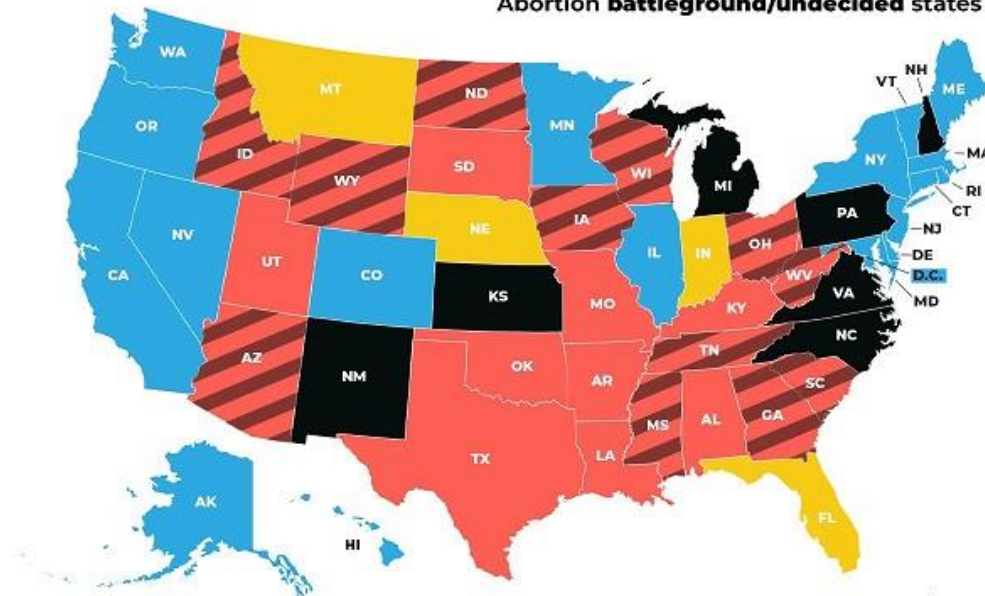 Abortion battleground/undecided states
WA
MT
ND
MN
VT
NH
ME
OR
ID
WY
SD
WI
MI
NY
MA
RI
CT
NV
NE
IA
PA
NJ
CA
UT
CO
IL
IN
OH
DE
D.C.
MD
WV
VA
KS
MO
KY
AZ
NM
OK
AR
TN
NC
SC
MS
AL
GA
TX
LA
FL
AK
HI